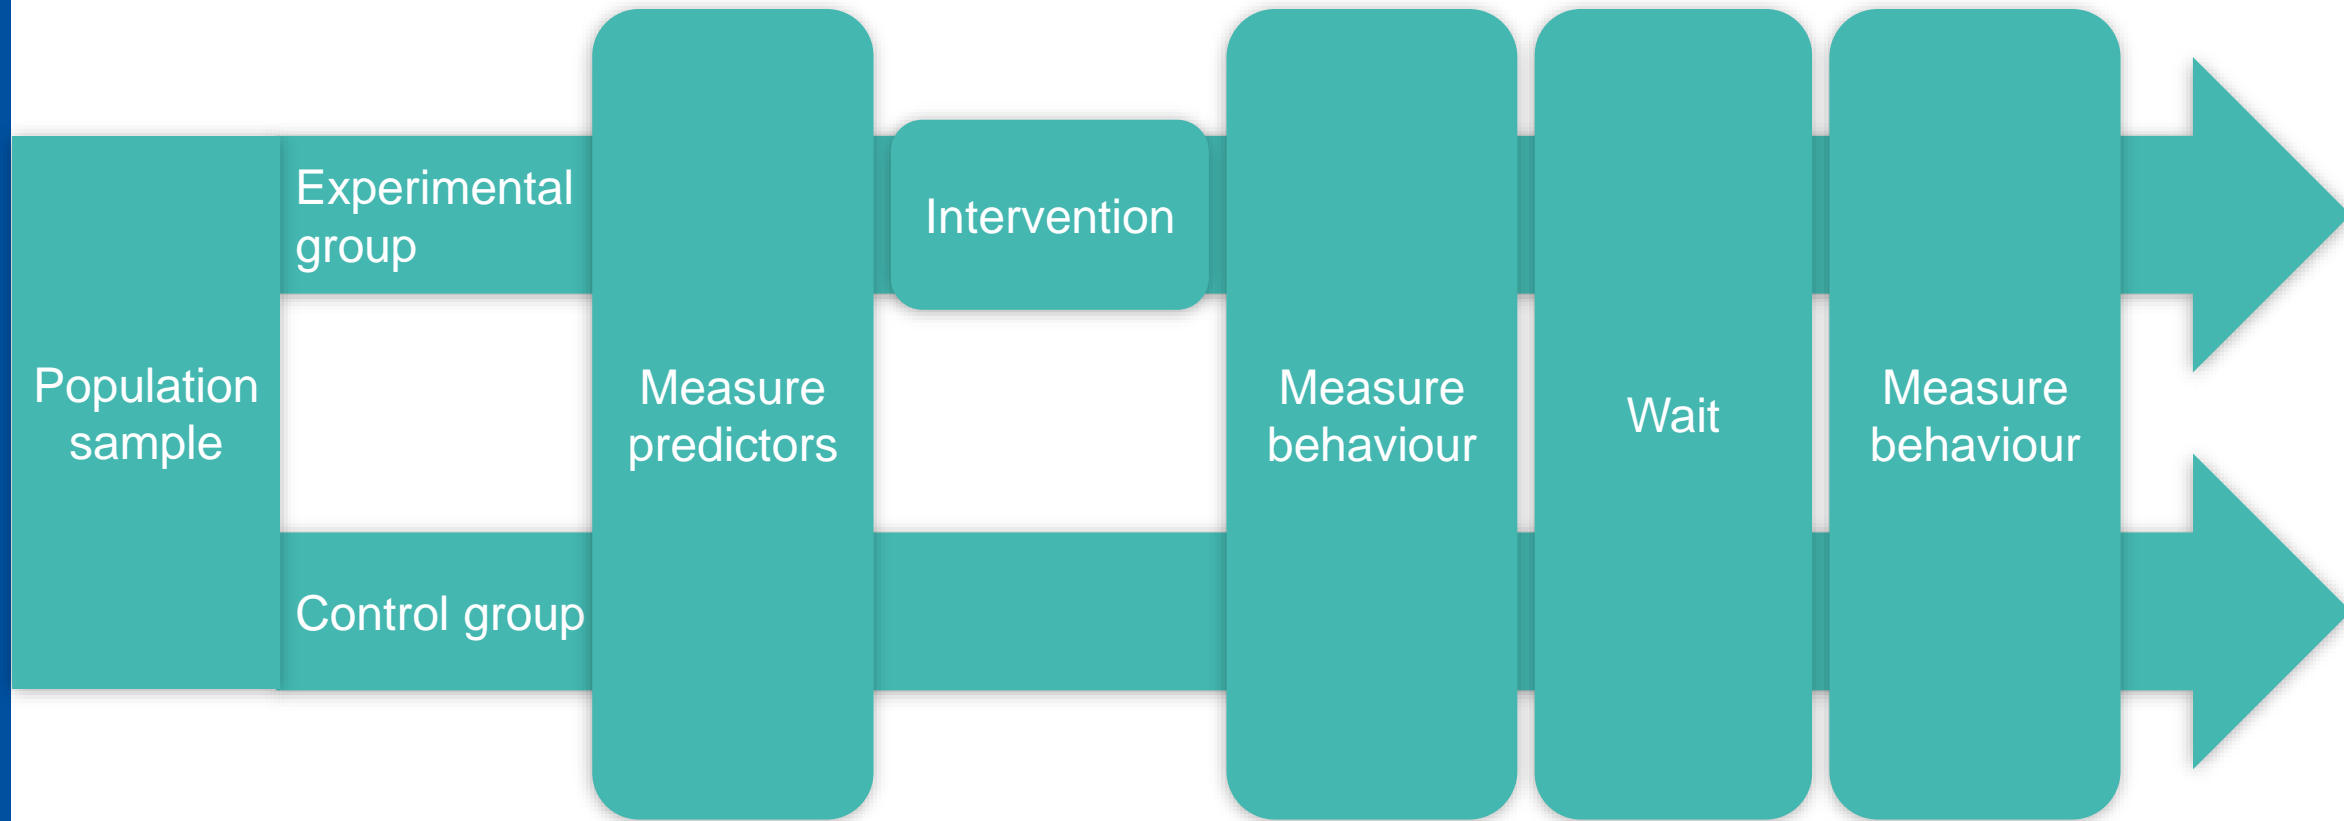 Population
sample
Experimental
group
Control group
Measure
predictors
Intervention
Measure
behaviour
Wait
Measure
behaviour